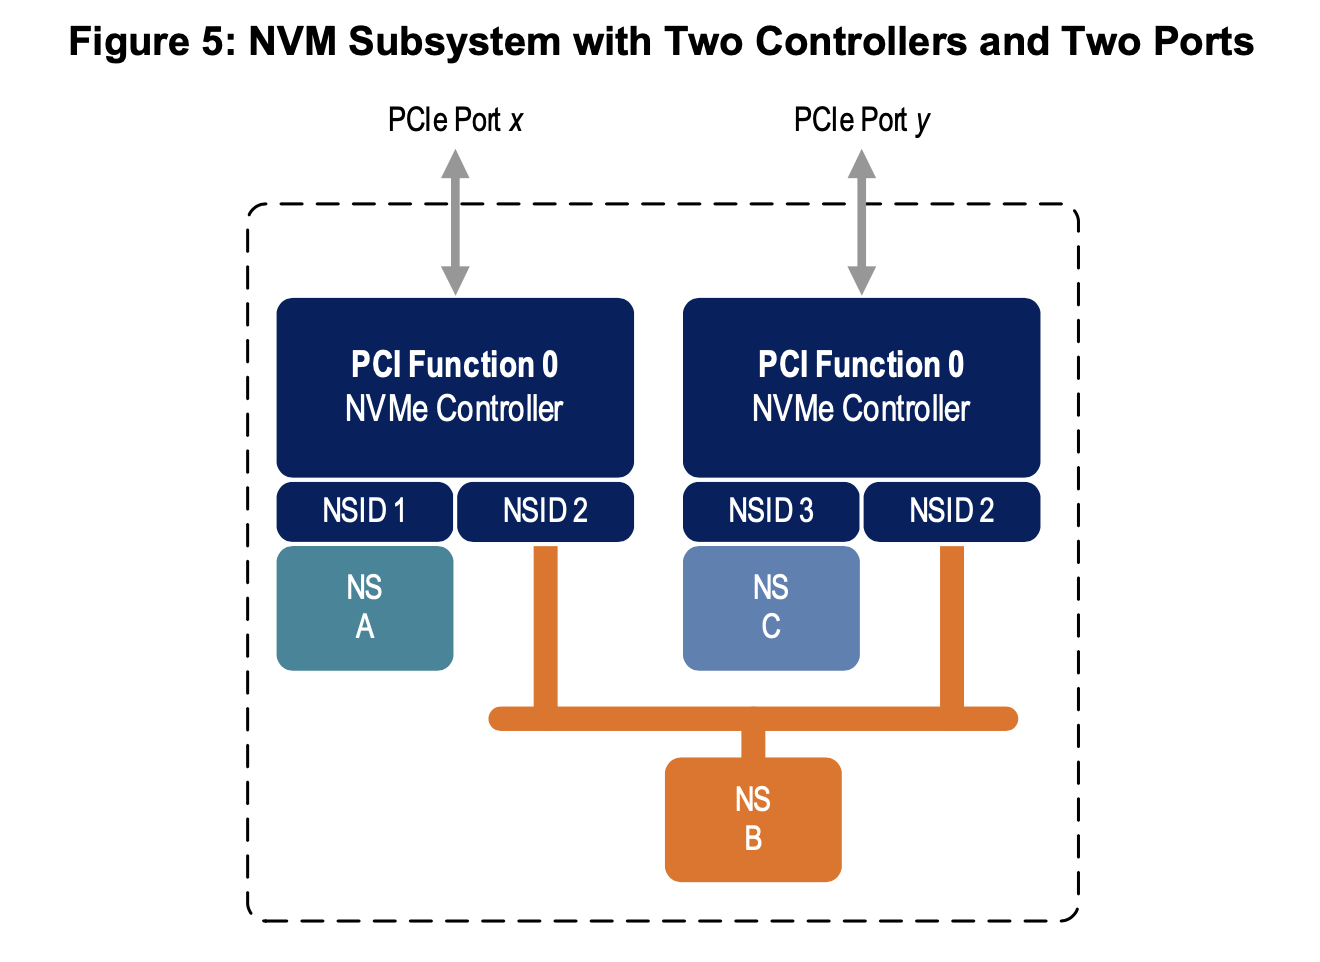 Figure 5: NVM Subsystem with Two Controllers and Two Ports
PCIe Port x
PCIe Port y
PCI Function 0
NVMe Controller
PCI Function 0
NVMe Controller
NSID 1
NSID 2
NSID 3
NSID 2
NS
A
NS
C
NS
B